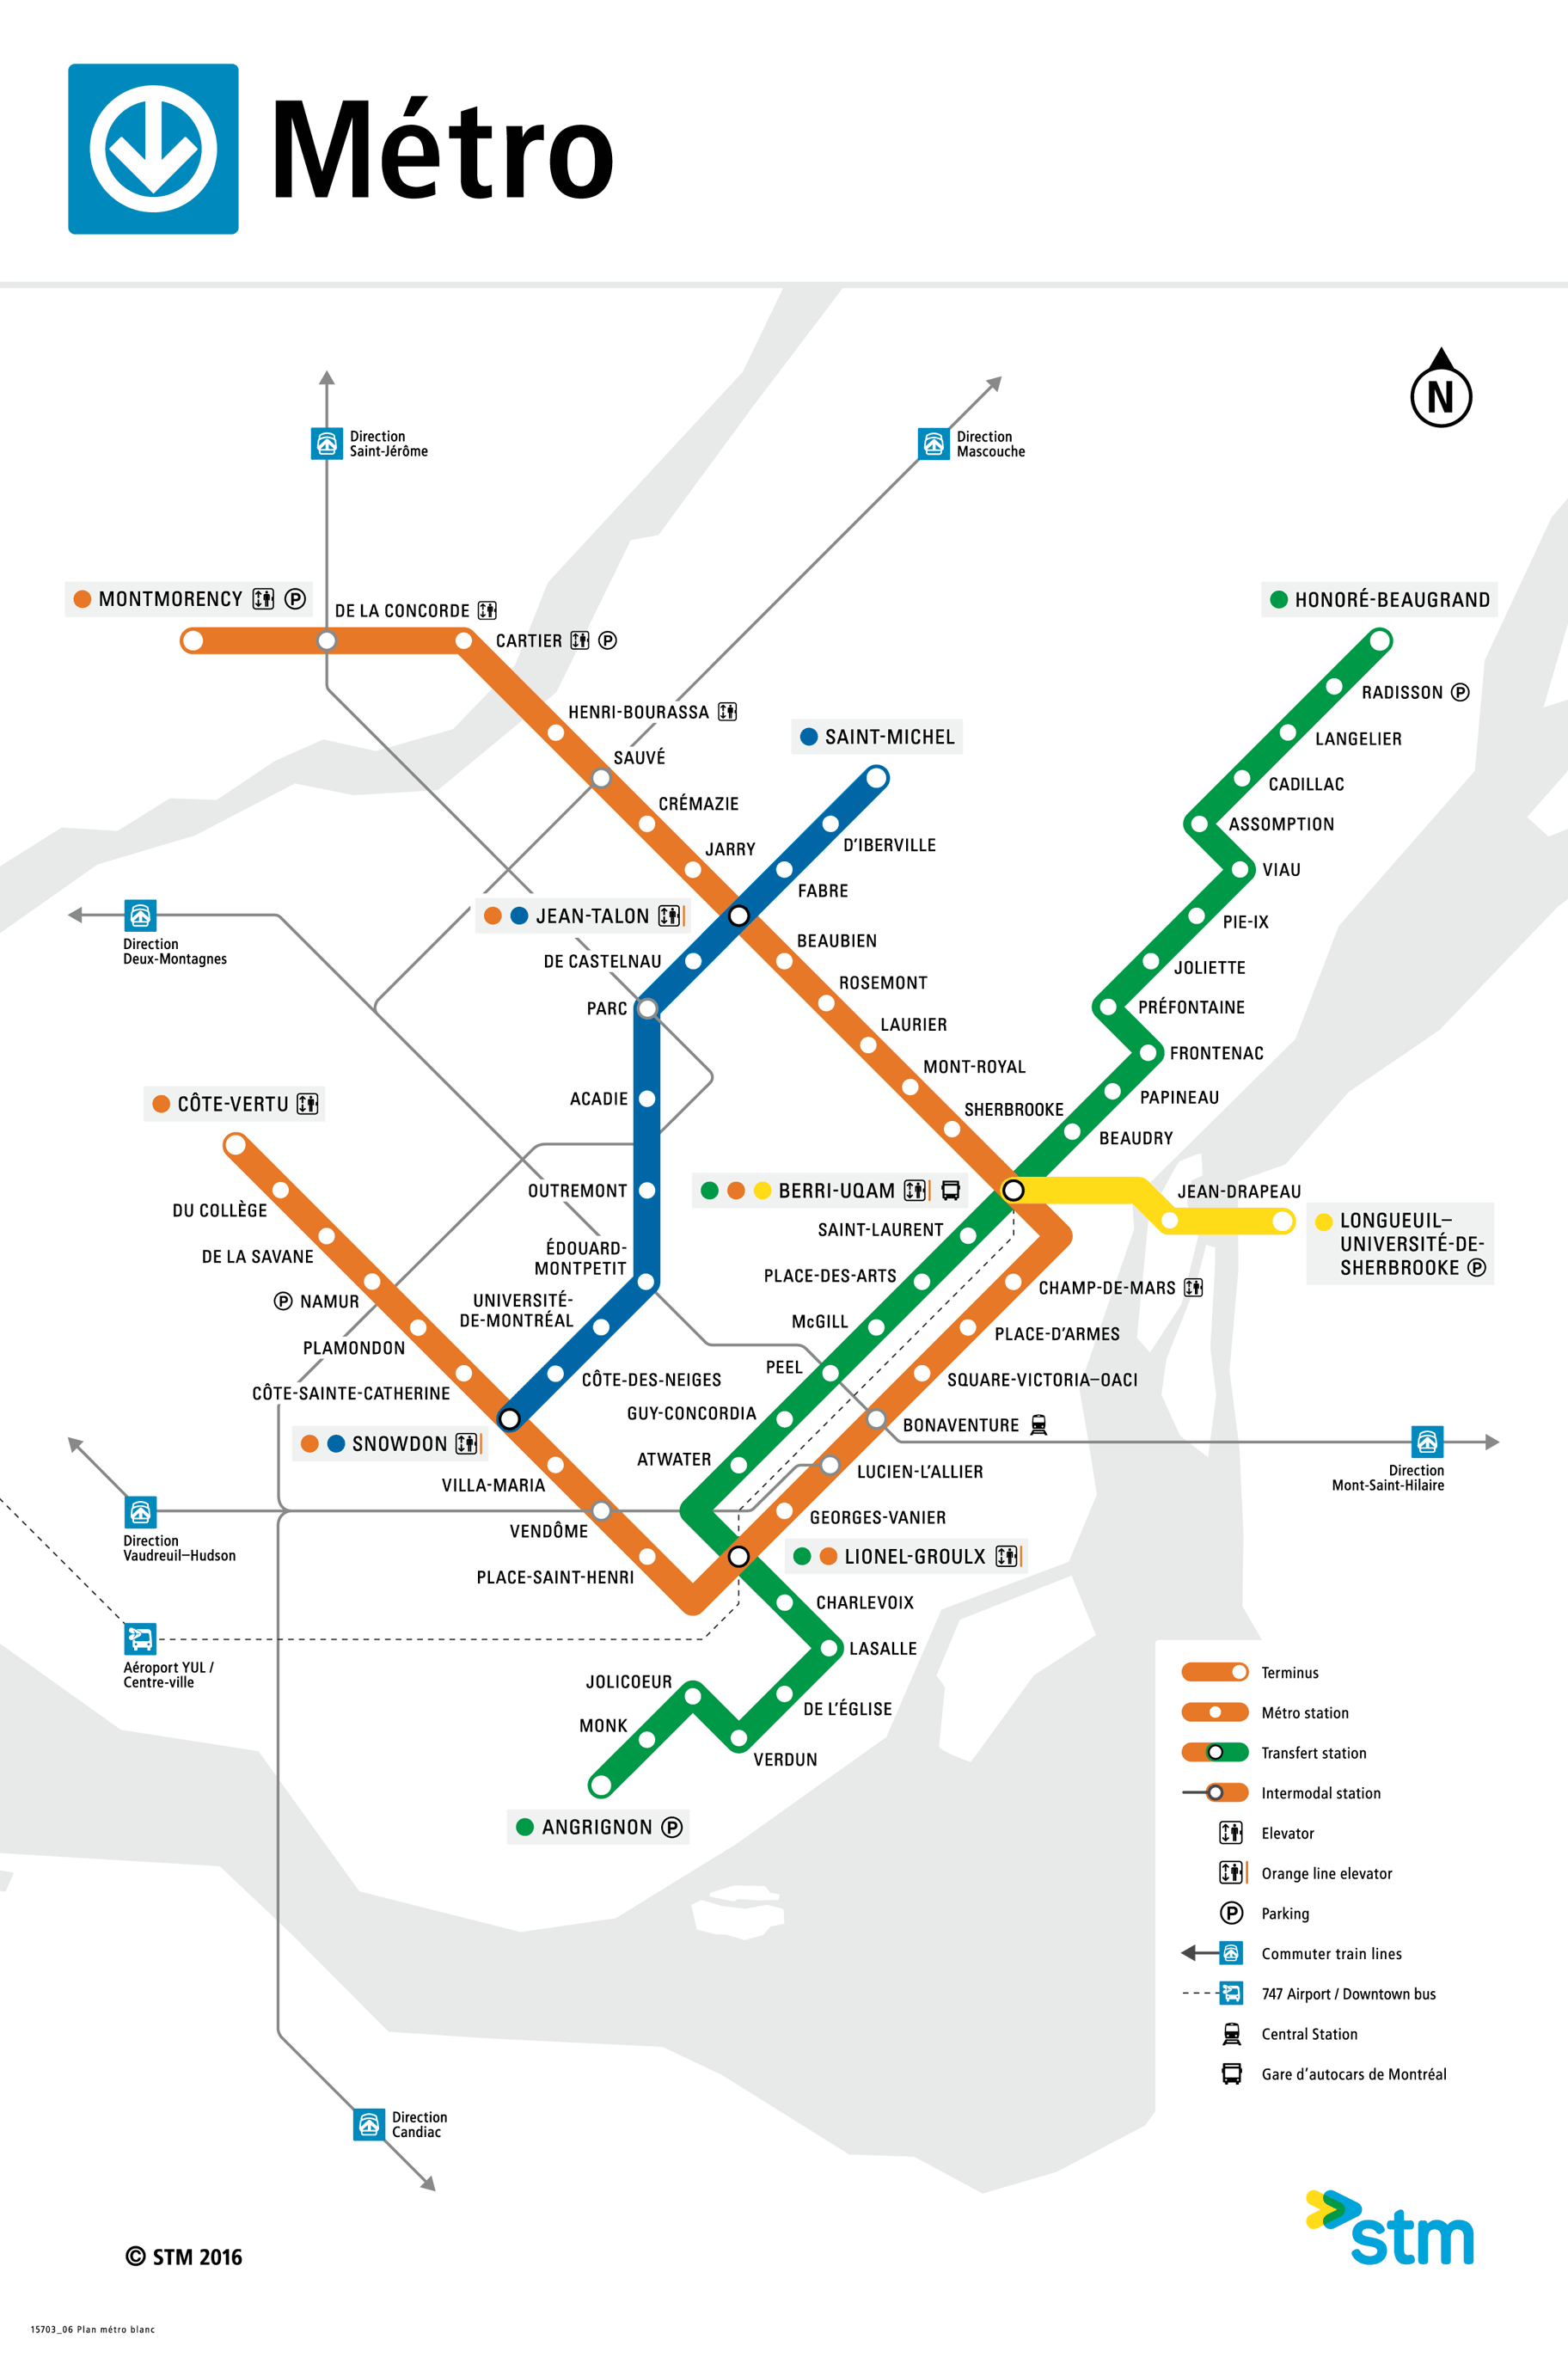 Métro
N
Direction
Saint-Jérôme
Direction
Mascouche
MONTMORENCY P
DE LA CONCORDE
CARTIER P
HONORÉ-BEAUGRAND
RADISSON P
HENRI-BOURASSA
SAINT-MICHEL
LANGELIER
SAUVÉ
CADILLAC
CRÉMAZIE
ASSOMPTION
JARRY
D'IBERVILLE
VIAU
FABRE
JEAN-TALON
PIE-IX
Direction
Deux-Montagnes
BEAUBIEN
DE CASTELNAU
JOLIETTE
ROSEMONT
PARC
PRÉFONTAINE
LAURIER
FRONTENAC
MONT-ROYAL
ACADIE
PAPINEAU
CÔTE-VERTU
SHERBROOKE
BEAUDRY
OUTREMONT
BERRI-UQAM
JEAN-DRAPEAU
DU COLLÈGE
SAINT-LAURENT
LONGUEUIL–
UNIVERSITÉ-DE-
SHERBROOKE P
DE LA SAVANE
ÉDOUARD-
MONTPETIT
PLACE-DES-ARTS
CHAMP-DE-MARS
P NAMUR
UNIVERSITÉ-
DE-MONTRÉAL
McGILL
PLACE-D'ARMES
PLAMONDON
PEEL
CÔTE-SAINTE-CATHERINE
CÔTE-DES-NEIGES
SQUARE-VICTORIA–OACI
GUY-CONCORDIA
BONAVENTURE
SNOWDON
ATWATER
LUCIEN-L'ALLIER
Direction
Mont-Saint-Hilaire
VILLA-MARIA
GEORGES-VANIER
VENDÔME
Direction
Vaudreuil–Hudson
LIONEL-GROULX
PLACE-SAINT-HENRI
CHARLEVOIX
LASALLE
Aéroport YUL /
Centre-ville
JOLICOEUR
DE L'ÉGLISE
MONK
VERDUN
ANGRIGNON P
Terminus
Métro station
Transfert station
Intermodal station
Elevator
Orange line elevator
P Parking
Commuter train lines
747 Airport / Downtown bus
Central Station
Gare d'autocars de Montréal
Direction
Candiac
stm
© STM 2016
15703_06 Plan métro blanc